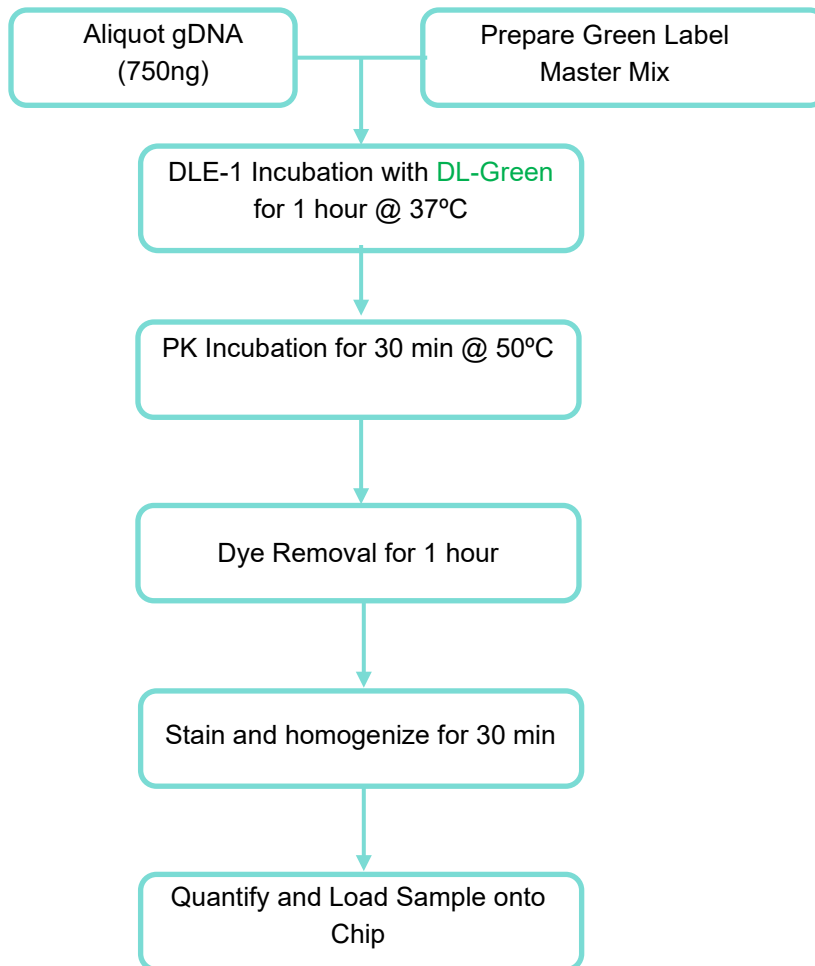 Aliquot gDNA
(750ng)
Prepare Green Label
Master Mix
DLE-1 Incubation with DL-Green
for 1 hour @ 37ºC
PK Incubation for 30 min @ 50ºC
Dye Removal for 1 hour
Stain and homogenize for 30 min
Quantify and Load Sample onto
Chip